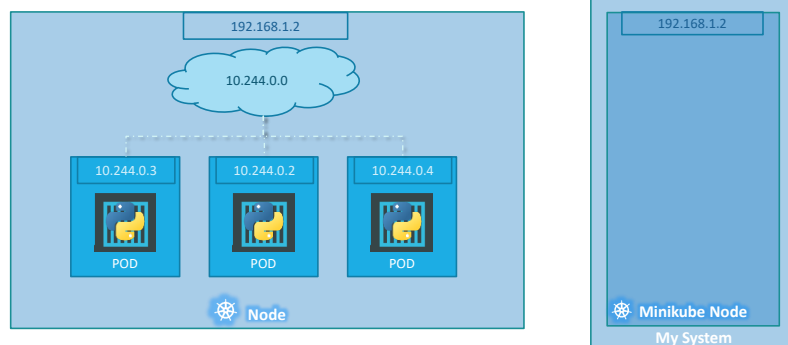 192.168.1.2
10.244.0.0
10.244.0.3
10.244.0.2
10.244.0.4
POD
POD
POD
Node
192.168.1.2
Minikube Node
My System